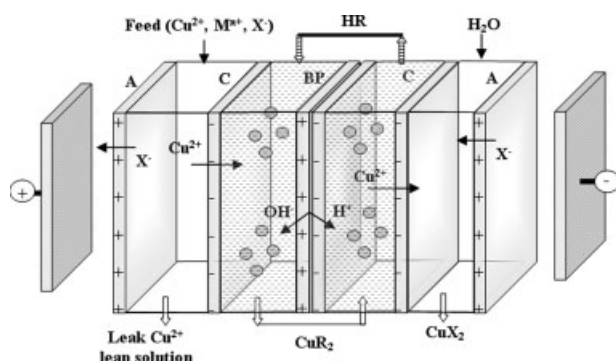 HR
Feed (Cu²⁺, Mⁿ⁺, X⁻)
H₂O
A
C
BP
C
A
+
X⁻
Cu²⁺
OH⁻
H⁺
Cu²⁺
X⁻
-
Leak Cu²⁺
lean solution
CuR₂
CuX₂